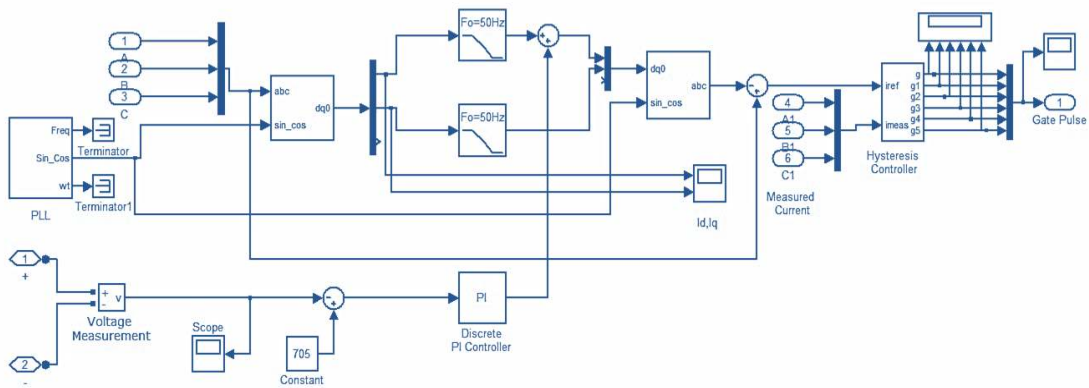 1
A
2
B
3
C
abc
sin_cos
dq0
Fo=50Hz
Fo=50Hz
+
+
dq0
sin_cos
abc
-
+
4
A1
5
B1
6
C1
Measured
Current
iref
imeas
g
g1
g2
g3
g4
g5
Hysteresis
Controller
1
Gate Pulse
Freq
Sin_Cos
wt
PLL
Terminator
Terminator1
Id,Iq
1
+
2
-
+
-
v
Voltage
Measurement
Scope
-
+
705
Constant
PI
Discrete
PI Controller